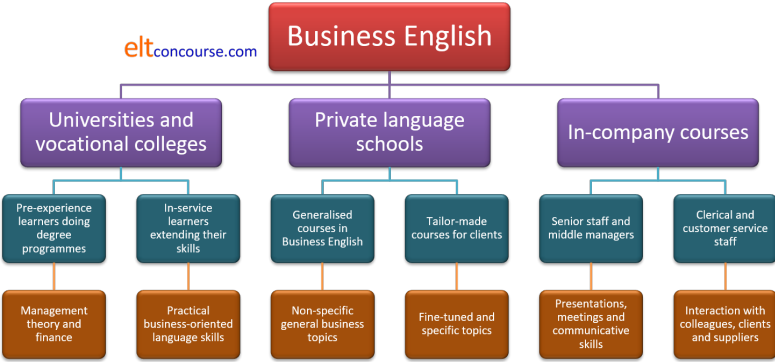 eltconcourse.com
Business English
Universities and
vocational colleges
Private language
schools
In-company courses
Pre-experience
learners doing
degree
programmes
In-service
learners
extending their
skills
Generalised
courses in
Business English
Tailor-made
courses for clients
Senior staff and
middle managers
Clerical and
customer service
staff
Management
theory and
finance
Practical
business-oriented
language skills
Non-specific
general business
topics
Fine-tuned and
specific topics
Presentations,
meetings and
communicative
skills
Interaction with
colleagues, clients
and suppliers